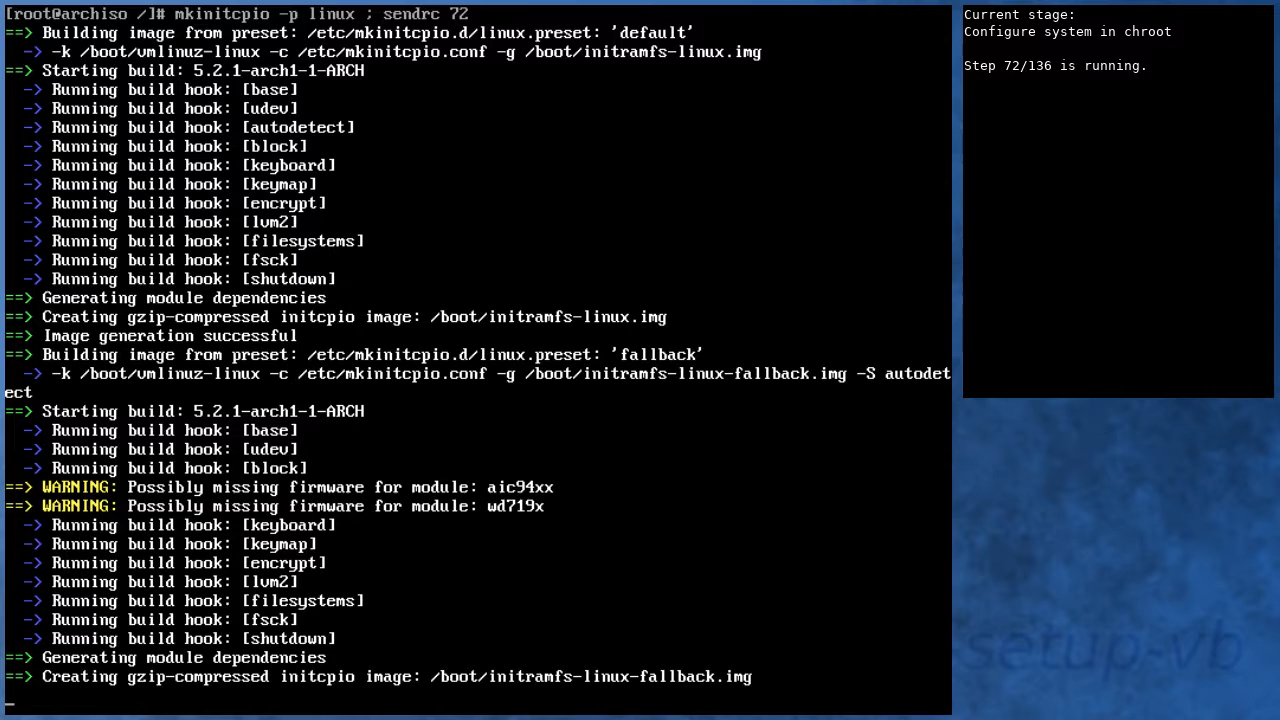 [root@archiso /]# mkinitcpio -p linux ; sendrc 72
==> Building image from preset: /etc/mkinitcpio.d/linux.preset: 'default'
  -> -k /boot/vmlinuz-linux -c /etc/mkinitcpio.conf -g /boot/initramfs-linux.img
==> Starting build: 5.2.1-arch1-1-ARCH
  -> Running build hook: [base]
  -> Running build hook: [udev]
  -> Running build hook: [autodetect]
  -> Running build hook: [block]
  -> Running build hook: [keyboard]
  -> Running build hook: [keymap]
  -> Running build hook: [encrypt]
  -> Running build hook: [lvm2]
  -> Running build hook: [filesystems]
  -> Running build hook: [fsck]
  -> Running build hook: [shutdown]
==> Generating module dependencies
==> Creating gzip-compressed initcpio image: /boot/initramfs-linux.img
==> Image generation successful
==> Building image from preset: /etc/mkinitcpio.d/linux.preset: 'fallback'
  -> -k /boot/vmlinuz-linux -c /etc/mkinitcpio.conf -g /boot/initramfs-linux-fallback.img -S autodet
ect
==> Starting build: 5.2.1-arch1-1-ARCH
  -> Running build hook: [base]
  -> Running build hook: [udev]
  -> Running build hook: [block]
==> WARNING: Possibly missing firmware for module: aic94xx
==> WARNING: Possibly missing firmware for module: wd719x
  -> Running build hook: [keyboard]
  -> Running build hook: [keymap]
  -> Running build hook: [encrypt]
  -> Running build hook: [lvm2]
  -> Running build hook: [filesystems]
  -> Running build hook: [fsck]
  -> Running build hook: [shutdown]
==> Generating module dependencies
==> Creating gzip-compressed initcpio image: /boot/initramfs-linux-fallback.img
Current stage:
Configure system in chroot
Step 72/136 is running.
setup-vb